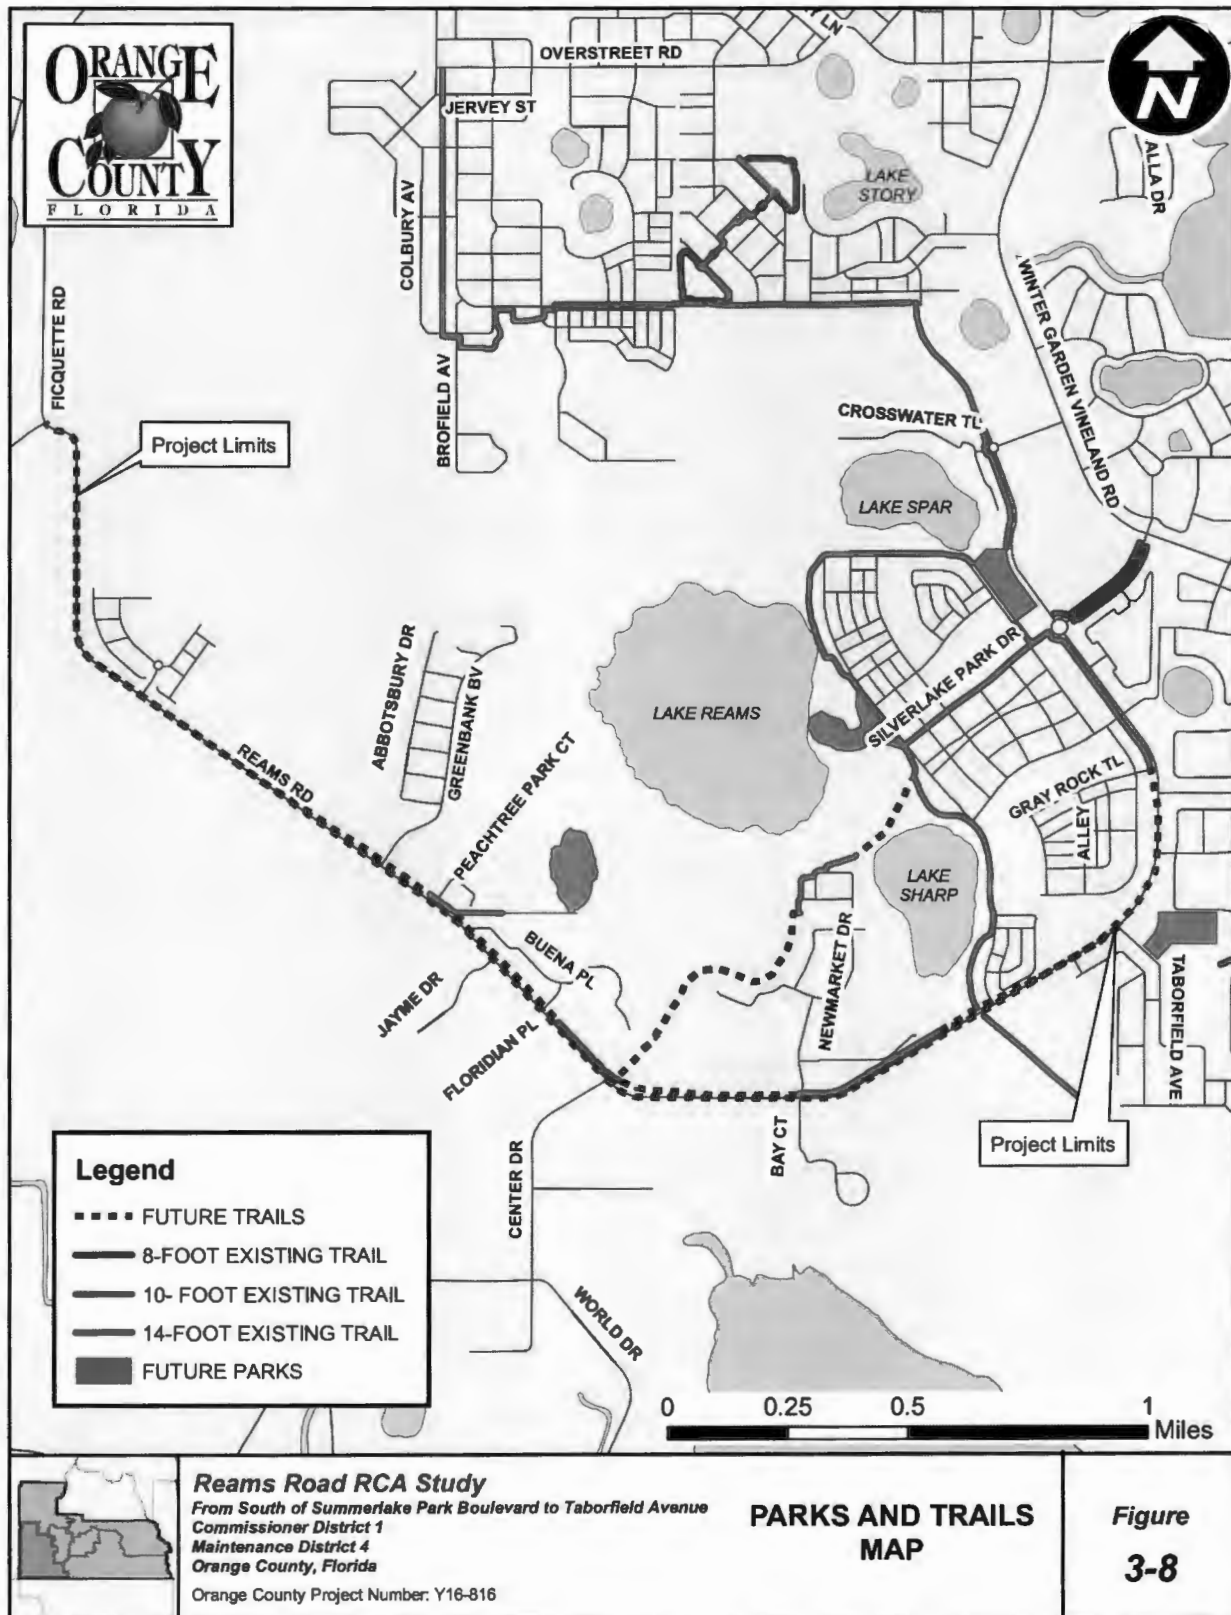 ORANGE
COUNTY
FLORIDA
N
OVERSTREET RD
JERVEY ST
LAKE
STORY
ALLA DR
COLBURY AV
FICQUETTE RD
WINTER GARDEN VINELAND RD
BROFIELD AV
CROSSWATER TL
Project Limits
LAKE SPAR
SILVERLAKE PARK DR
LAKE REAMS
ABBOTSBURY DR
GREENBANK BV
REAMS RD
PEACHTREE PARK CT
GRAY ROCK TL
ALLEY
LAKE
SHARP
BUENA PL
JAYME DR
NEWMARKET DR
FLORIDIAN PL
TABORFIELD AVE
BAY CT
Project Limits
CENTER DR
WORLD DR
Legend
FUTURE TRAILS
8-FOOT EXISTING TRAIL
10- FOOT EXISTING TRAIL
14-FOOT EXISTING TRAIL
FUTURE PARKS
0 0.25 0.5 1
Miles
Reams Road RCA Study
From South of Summerlake Park Boulevard to Taborfield Avenue
Commissioner District 1
Maintenance District 4
Orange County, Florida
Orange County Project Number: Y16-816
PARKS AND TRAILS
MAP
Figure
3-8